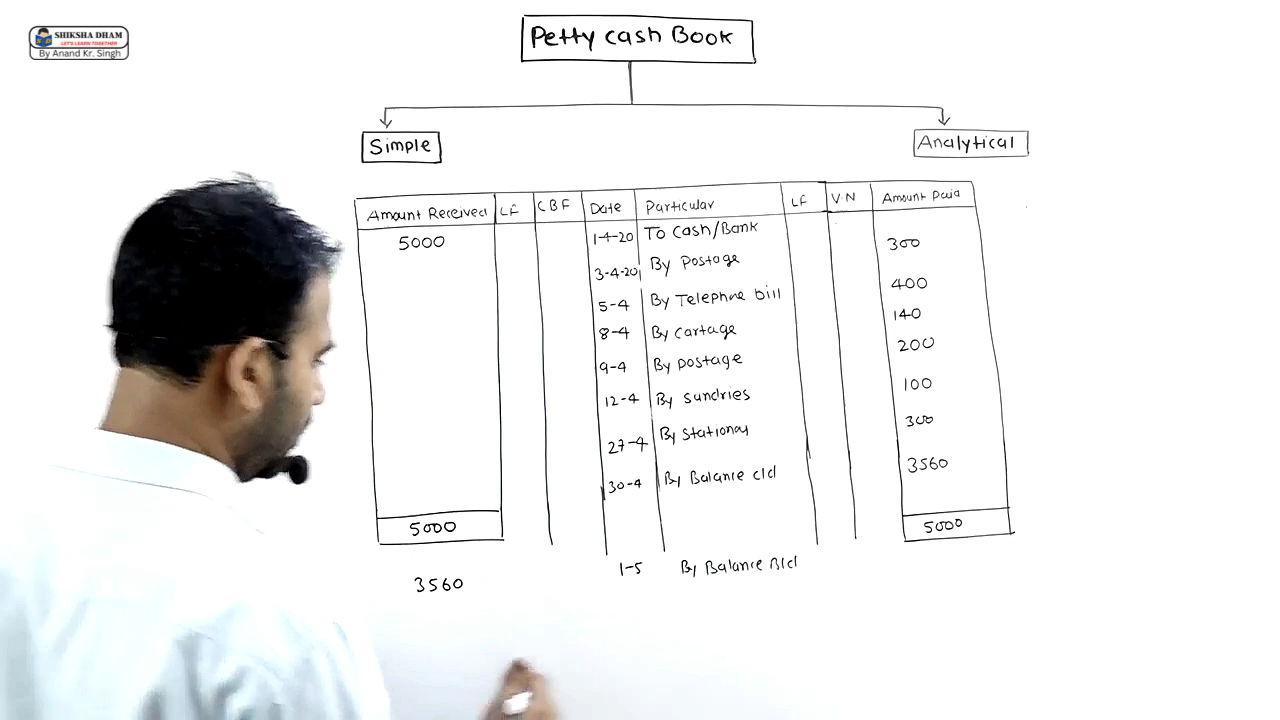 SHIKSHA DHAM
LET'S LEARN TOGETHER
By Anand Kr. Singh
Petty cash Book
Simple
Analytical
Amount Received LF CBF Date Particular LF V.N Amount Paid
5000 1-4-20 To Cash/Bank
3-4-20 By Postage 300
5-4 By Telephne bill 400
8-4 By cartage 140
9-4 By postage 200
12-4 By sundries 100
27-4 By Stationay 300
30-4 By Balance c/d 3560
5000 5000
3560 1-5 By Balance B/d